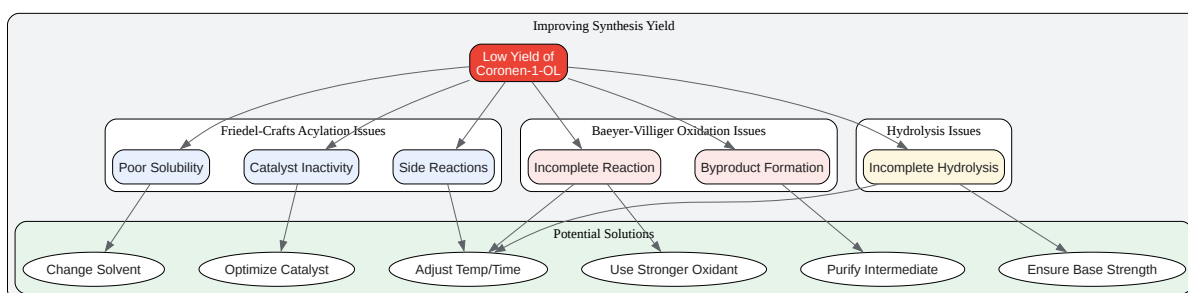 Improving Synthesis Yield
Low Yield of
Coronen-1-OL
Friedel-Crafts Acylation Issues
Baeyer-Villiger Oxidation Issues
Hydrolysis Issues
Poor Solubility
Catalyst Inactivity
Side Reactions
Incomplete Reaction
Byproduct Formation
Incomplete Hydrolysis
Potential Solutions
Change Solvent
Optimize Catalyst
Adjust Temp/Time
Use Stronger Oxidant
Purify Intermediate
Ensure Base Strength